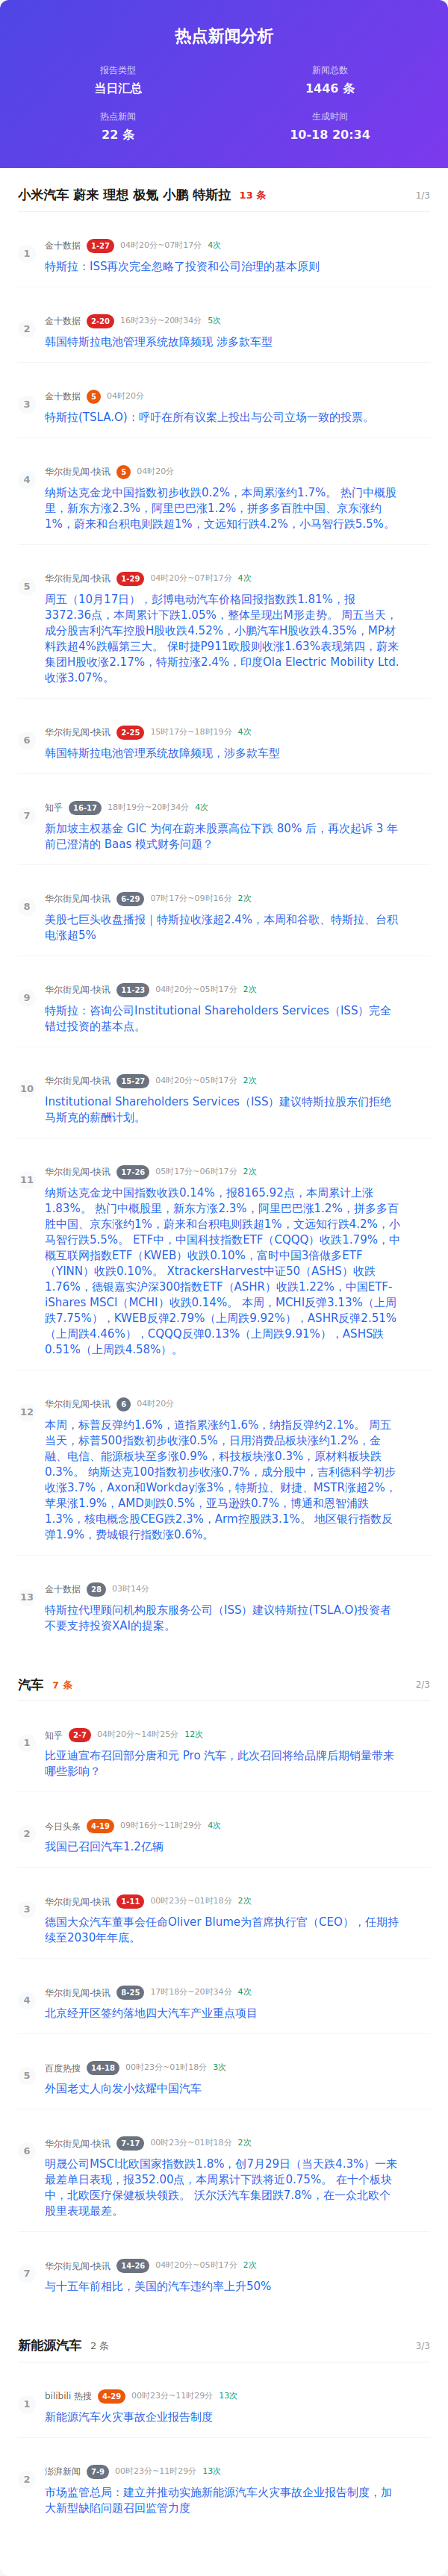 热点新闻分析
报告类型
当日汇总
新闻总数
1446 条
热点新闻
22 条
生成时间
10-18 20:34
小米汽车 蔚来 理想 极氪 小鹏 特斯拉 13 条 1/3
1
金十数据 1-27 04时20分~07时17分 4次
特斯拉：ISS再次完全忽略了投资和公司治理的基本原则
2
金十数据 2-20 16时23分~20时34分 5次
韩国特斯拉电池管理系统故障频现 涉多款车型
3
金十数据 5 04时20分
特斯拉(TSLA.O)：呼吁在所有议案上投出与公司立场一致的投票。
4
华尔街见闻-快讯 5 04时20分
纳斯达克金龙中国指数初步收跌0.2%，本周累涨约1.7%。 热门中概股
里，新东方涨2.3%，阿里巴巴涨1.2%，拼多多百胜中国、京东涨约
1%，蔚来和台积电则跌超1%，文远知行跌4.2%，小马智行跌5.5%。
5
华尔街见闻-快讯 1-29 04时20分~07时17分 4次
周五（10月17日），彭博电动汽车价格回报指数跌1.81%，报
3372.36点，本周累计下跌1.05%，整体呈现出M形走势。 周五当天，
成分股吉利汽车控股H股收跌4.52%，小鹏汽车H股收跌4.35%，MP材
料跌超4%跌幅第三大。 保时捷P911欧股则收涨1.63%表现第四，蔚来
集团H股收涨2.17%，特斯拉涨2.4%，印度Ola Electric Mobility Ltd.
收涨3.07%。
6
华尔街见闻-快讯 2-25 15时17分~18时19分 4次
韩国特斯拉电池管理系统故障频现，涉多款车型
7
知乎 16-17 18时19分~20时34分 4次
新加坡主权基金 GIC 为何在蔚来股票高位下跌 80% 后，再次起诉 3 年
前已澄清的 Baas 模式财务问题？
8
华尔街见闻-快讯 6-29 07时17分~09时16分 2次
美股七巨头收盘播报｜特斯拉收涨超2.4%，本周和谷歌、特斯拉、台积
电涨超5%
9
华尔街见闻-快讯 11-23 04时20分~05时17分 2次
特斯拉：咨询公司Institutional Shareholders Services（ISS）完全
错过投资的基本点。
10
华尔街见闻-快讯 15-27 04时20分~05时17分 2次
Institutional Shareholders Services（ISS）建议特斯拉股东们拒绝
马斯克的薪酬计划。
11
华尔街见闻-快讯 17-26 05时17分~06时17分 2次
纳斯达克金龙中国指数收跌0.14%，报8165.92点，本周累计上涨
1.83%。 热门中概股里，新东方涨2.3%，阿里巴巴涨1.2%，拼多多百
胜中国、京东涨约1%，蔚来和台积电则跌超1%，文远知行跌4.2%，小
马智行跌5.5%。 ETF中，中国科技指数ETF（CQQQ）收跌1.79%，中
概互联网指数ETF（KWEB）收跌0.10%，富时中国3倍做多ETF
（YINN）收跌0.10%。 XtrackersHarvest中证50（ASHS）收跌
1.76%，德银嘉实沪深300指数ETF（ASHR）收跌1.22%，中国ETF-
iShares MSCI（MCHI）收跌0.14%。 本周，MCHI反弹3.13%（上周
跌7.75%），KWEB反弹2.79%（上周跌9.92%），ASHR反弹2.51%
（上周跌4.46%），CQQQ反弹0.13%（上周跌9.91%），ASHS跌
0.51%（上周跌4.58%）。
12
华尔街见闻-快讯 6 04时20分
本周，标普反弹约1.6%，道指累涨约1.6%，纳指反弹约2.1%。 周五
当天，标普500指数初步收涨0.5%，日用消费品板块涨约1.2%，金
融、电信、能源板块至多涨0.9%，科技板块涨0.3%，原材料板块跌
0.3%。 纳斯达克100指数初步收涨0.7%，成分股中，吉利德科学初步
收涨3.7%，Axon和Workday涨3%，特斯拉、财捷、MSTR涨超2%，
苹果涨1.9%，AMD则跌0.5%，亚马逊跌0.7%，博通和恩智浦跌
1.3%，核电概念股CEG跌2.3%，Arm控股跌3.1%。 地区银行指数反
弹1.9%，费城银行指数涨0.6%。
13
金十数据 28 03时14分
特斯拉代理顾问机构股东服务公司（ISS）建议特斯拉(TSLA.O)投资者
不要支持投资XAI的提案。
汽车 7 条 2/3
1
知乎 2-7 04时20分~14时25分 12次
比亚迪宣布召回部分唐和元 Pro 汽车，此次召回将给品牌后期销量带来
哪些影响？
2
今日头条 4-19 09时16分~11时29分 4次
我国已召回汽车1.2亿辆
3
华尔街见闻-快讯 1-11 00时23分~01时18分 2次
德国大众汽车董事会任命Oliver Blume为首席执行官（CEO），任期持
续至2030年年底。
4
华尔街见闻-快讯 8-25 17时18分~20时34分 4次
北京经开区签约落地四大汽车产业重点项目
5
百度热搜 14-18 00时23分~01时18分 3次
外国老丈人向发小炫耀中国汽车
6
华尔街见闻-快讯 7-17 00时23分~01时18分 2次
明晟公司MSCI北欧国家指数跌1.8%，创7月29日（当天跌4.3%）一来
最差单日表现，报352.00点，本周累计下跌将近0.75%。 在十个板块
中，北欧医疗保健板块领跌。 沃尔沃汽车集团跌7.8%，在一众北欧个
股里表现最差。
7
华尔街见闻-快讯 14-26 04时20分~05时17分 2次
与十五年前相比，美国的汽车违约率上升50%
新能源汽车 2 条 3/3
1
bilibili 热搜 4-29 00时23分~11时29分 13次
新能源汽车火灾事故企业报告制度
2
澎湃新闻 7-9 00时23分~11时29分 13次
市场监管总局：建立并推动实施新能源汽车火灾事故企业报告制度，加
大新型缺陷问题召回监管力度